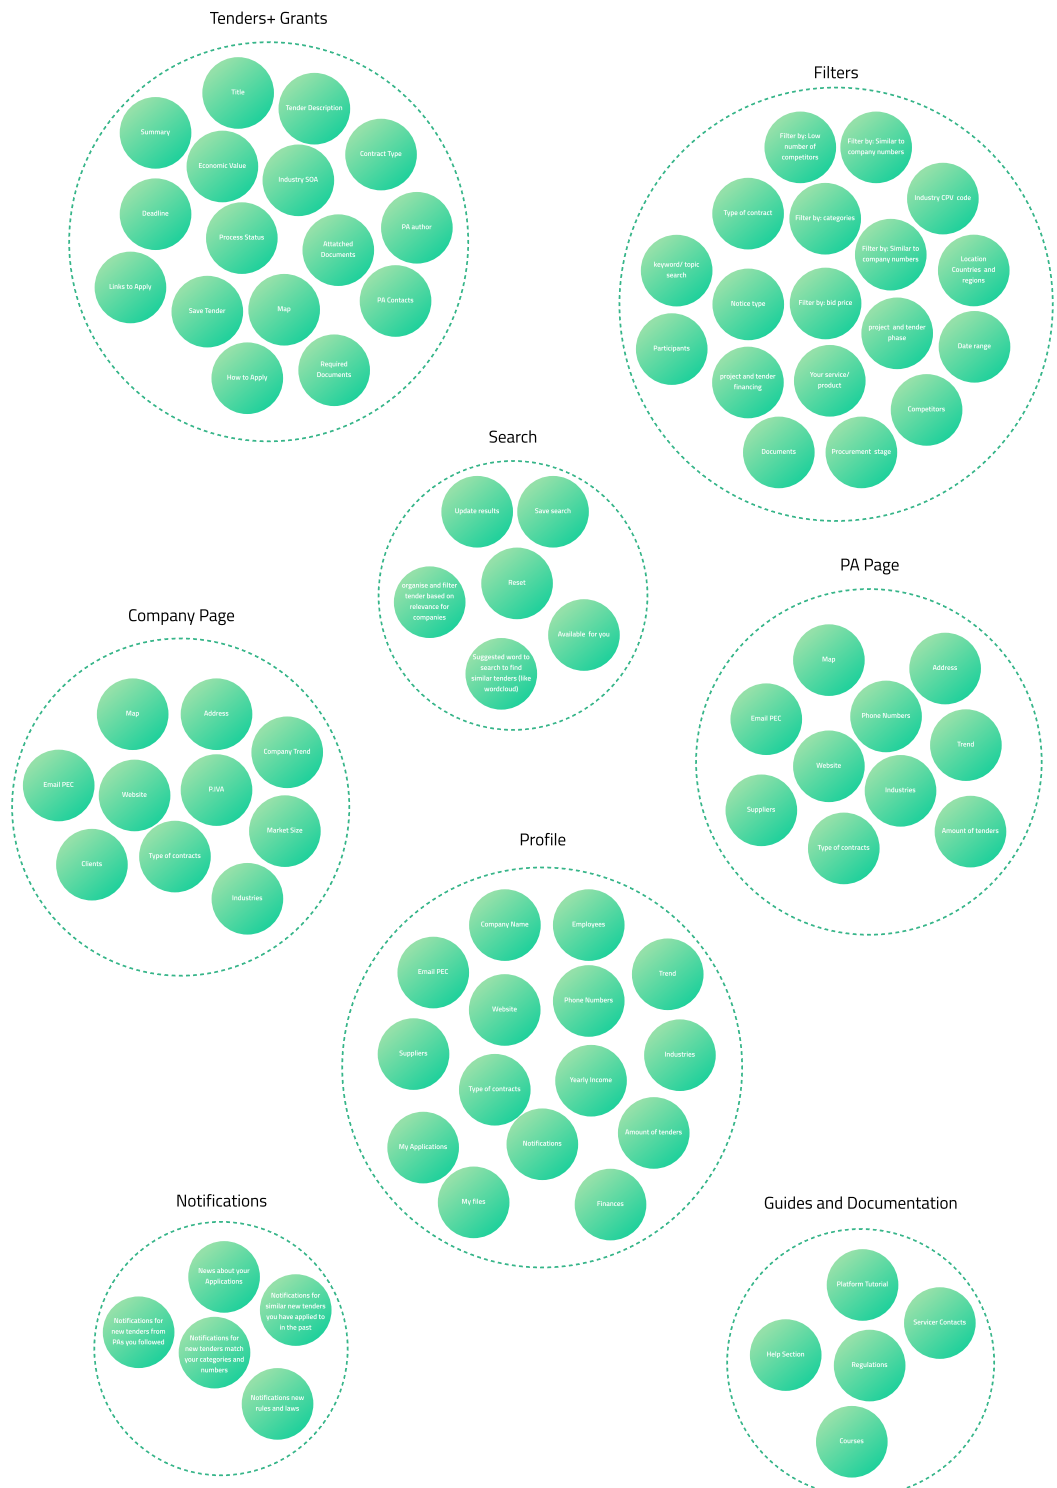 Tenders+ Grants
Title
Tender Description
Summary
Contract Type
Economic Value
Industry SOA
Deadline
PA author
Process Status
Attatched
Documents
Links to Apply
PA Contacts
Save Tender
Map
How to Apply
Required
Documents
Filters
Filter by: Low
number of
competitors
Filter by: Similar to
company numbers
Industry CPV code
Type of contract
Filter by: categories
Filter by: Similar to
company numbers
keyword/ topic
search
Location
Countries and
regions
Notice type
Filter by: bid price
project and tender
phase
Participants
Date range
project and tender
financing
Your service/
product
Competitors
Documents
Procurement stage
Search
Update results
Save search
Reset
organise and filter
tender based on
relevance for
companies
Available for you
Suggested word to
search to find
similar tenders (like
wordcloud)
PA Page
Map
Address
Email PEC
Phone Numbers
Trend
Website
Industries
Suppliers
Amount of tenders
Type of contracts
Company Page
Map
Address
Company Trend
Email PEC
Website
P.IVA
Market Size
Clients
Type of contracts
Industries
Profile
Company Name
Employees
Email PEC
Trend
Website
Phone Numbers
Suppliers
Industries
Type of contracts
Yearly Income
My Applications
Notifications
Amount of tenders
My files
Finances
Notifications
News about your
Applications
Notifications for
similar new tenders
you have applied to
in the past
Notifications for
new tenders from
PAs you followed
Notifications for
new tenders match
your categories and
numbers
Notifications new
rules and laws
Guides and Documentation
Platform Tutorial
Servicer Contacts
Help Section
Regulations
Courses